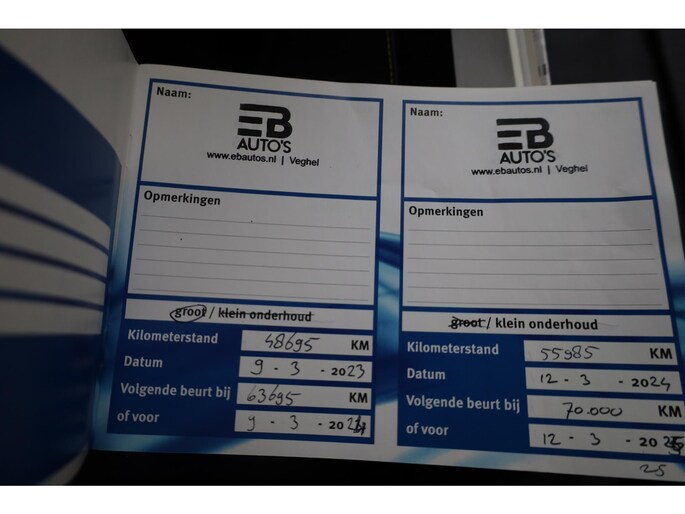 Naam:
EB
AUTO'S
www.ebautos.nl | Veghel
Opmerkingen
groot / klein onderhoud
Kilometerstand 48695 KM
Datum 9 - 3 - 2023
Volgende beurt bij 63695 KM
of voor 9 - 3 - 2024
Naam:
EB
AUTO'S
www.ebautos.nl | Veghel
Opmerkingen
groot / klein onderhoud
Kilometerstand 55985 KM
Datum 12 - 3 - 2024
Volgende beurt bij 70.000 KM
of voor 12 - 3 - 20
25